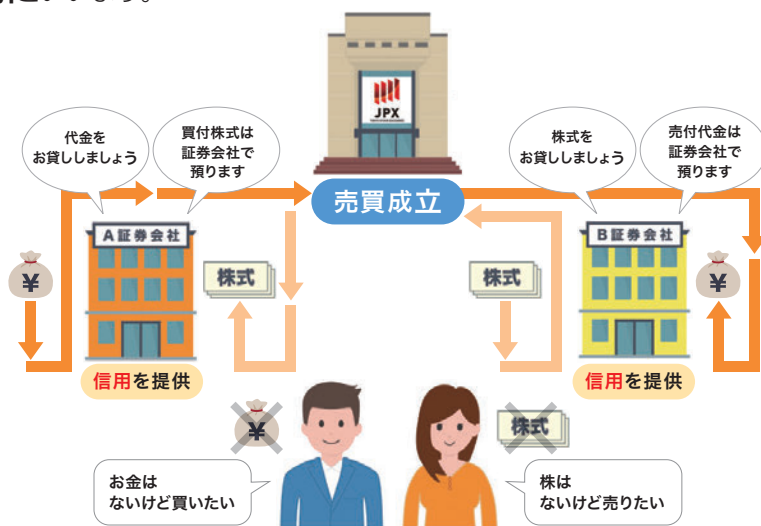 JPX
代金を
お貸ししましょう
買付株式は
証券会社で
預ります
株式を
お貸ししましょう
売付代金は
証券会社で
預ります
売買成立
A証券会社
B証券会社
¥
株式
株式
¥
信用を提供
信用を提供
¥
株式
お金は
ないけど買いたい
株は
ないけど売りたい